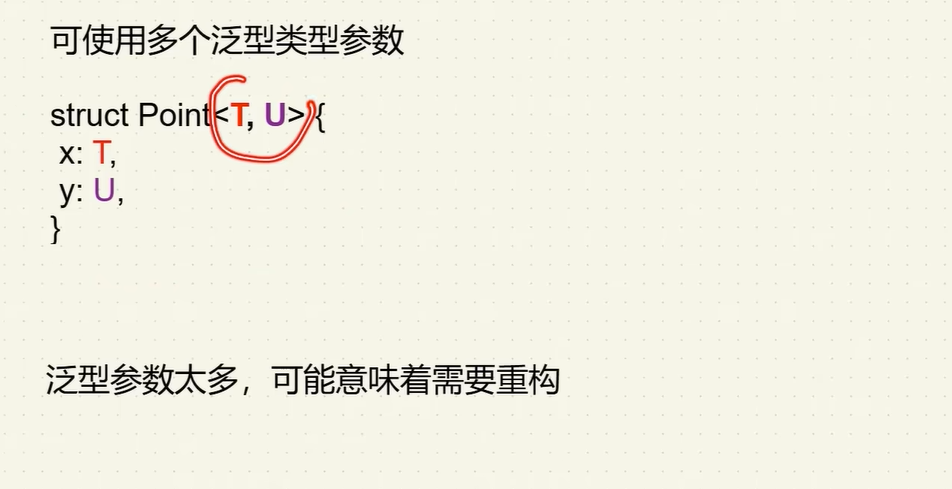 可使用多个泛型类型参数
struct Point<T, U> {
x: T,
y: U,
}
泛型参数太多，可能意味着需要重构